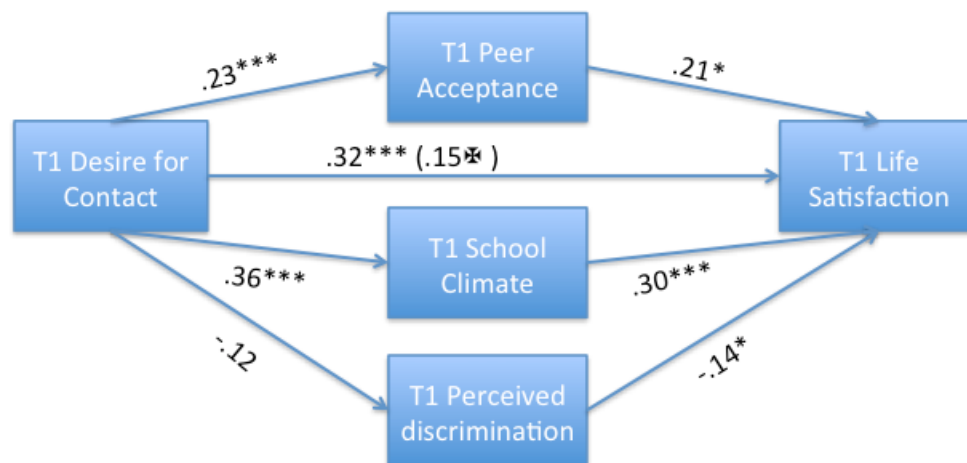 T1 Peer
Acceptance
.23***
.21*
T1 Desire for
Contact
.32*** (.15✠ )
T1 Life
Satisfaction
T1 School
Climate
.36***
.30***
-.12
-.14*
T1 Perceived
discrimination